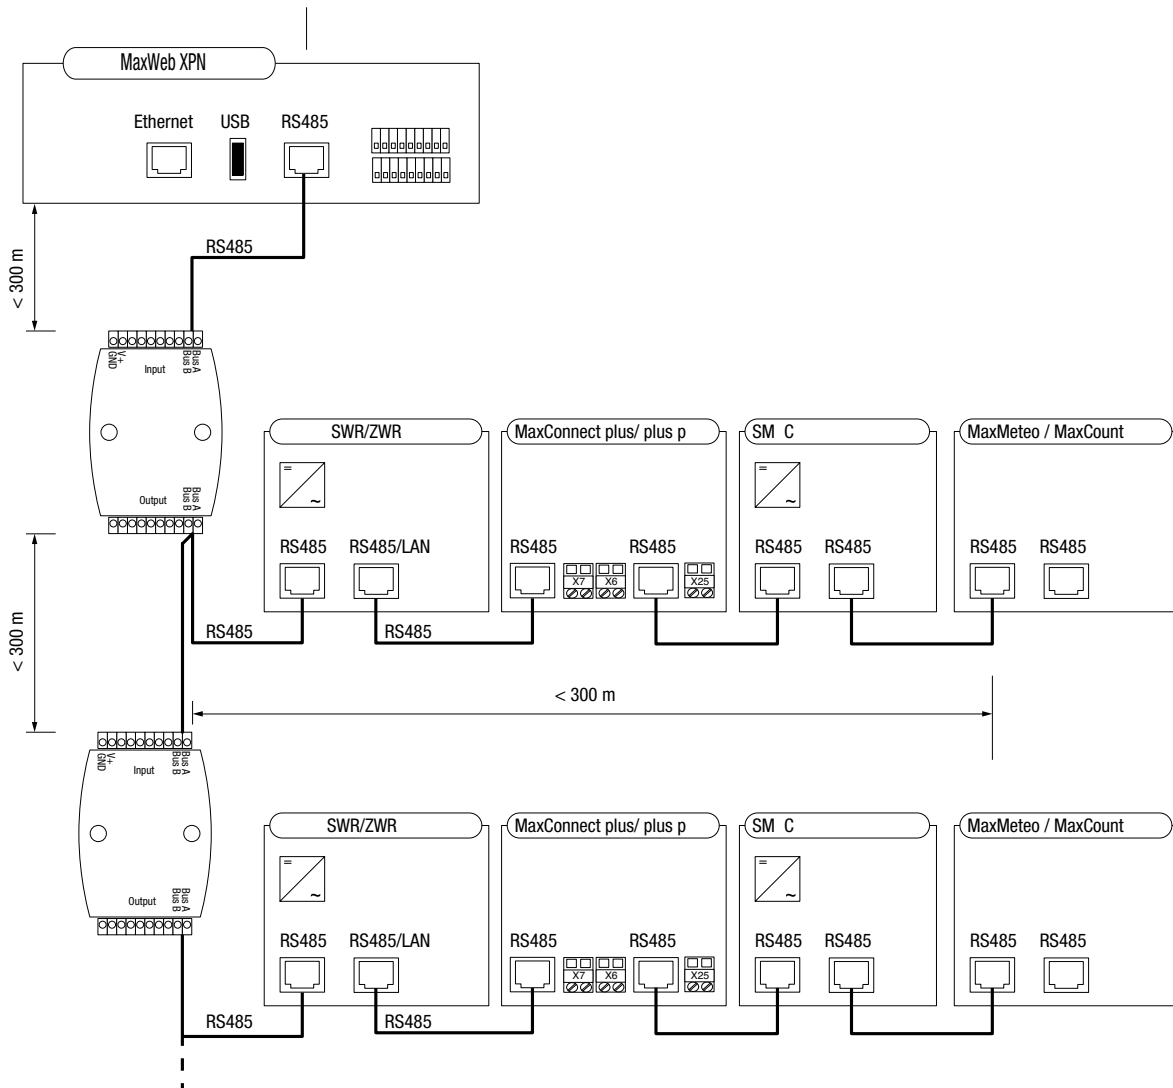 MaxWeb XPN
Ethernet USB RS485
RS485
< 300 m
V+ GND Bus A Bus B
Input
Output
Bus A Bus B
SWR/ZWR MaxConnect plus/ plus p SM C MaxMeteo / MaxCount
=
~
=
~
RS485 RS485/LAN RS485 RS485 RS485 RS485 RS485 RS485
X7 X6 X25
RS485 RS485
< 300 m
< 300 m
V+ GND Bus A Bus B
Input
Output
Bus A Bus B
SWR/ZWR MaxConnect plus/ plus p SM C MaxMeteo / MaxCount
=
~
=
~
RS485 RS485/LAN RS485 RS485 RS485 RS485 RS485 RS485
X7 X6 X25
RS485 RS485